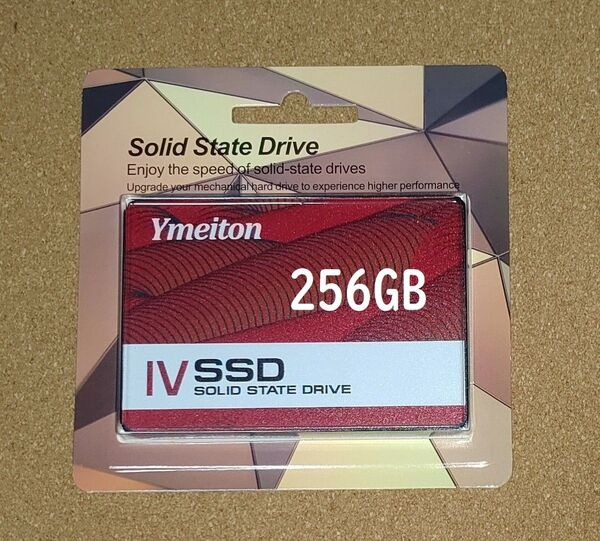 Solid State Drive
Enjoy the speed of solid-state drives
Upgrade your mechanical hard drive to experience higher performance
Ymeiton
256GB
IV SSD
SOLID STATE DRIVE